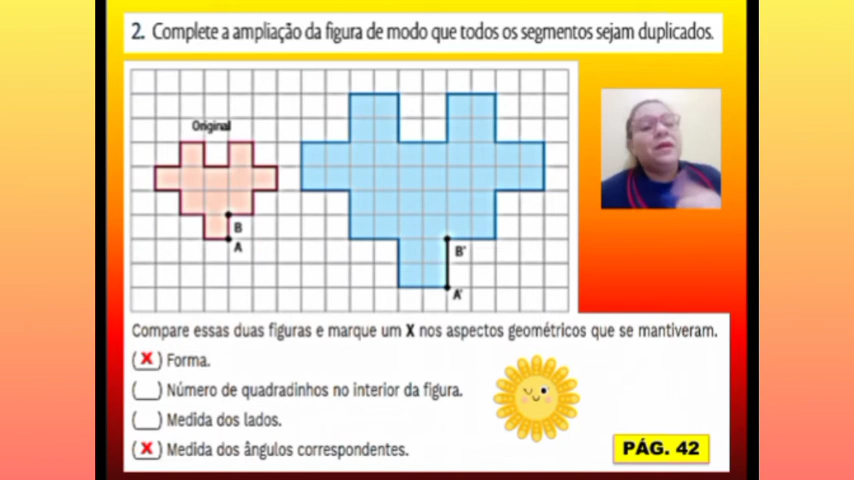 2. Complete a ampliação da figura de modo que todos os segmentos sejam duplicados.
Original
B
A
B'
A'
Compare essas duas figuras e marque um X nos aspectos geométricos que se mantiveram.
(X) Forma.
(__) Número de quadradinhos no interior da figura.
(__) Medida dos lados.
(X) Medida dos ângulos correspondentes.
PÁG. 42